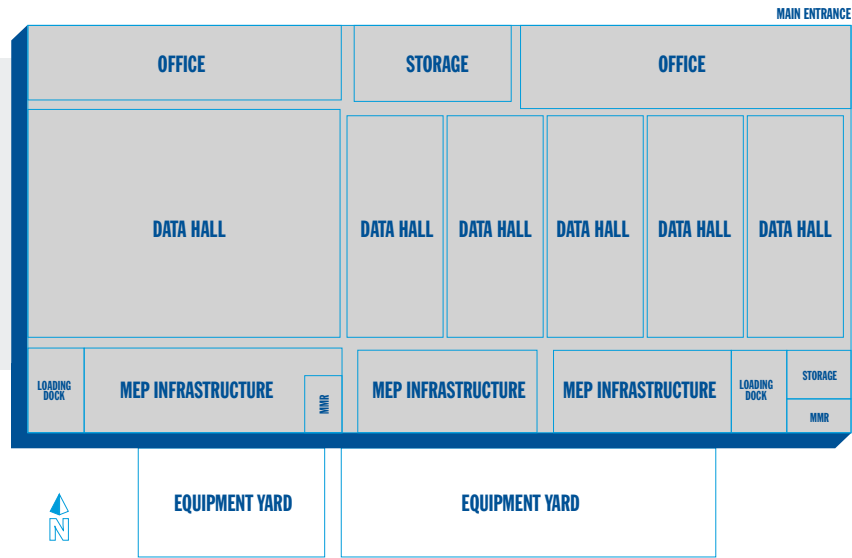 MAIN ENTRANCE
OFFICE
STORAGE
OFFICE
DATA HALL
DATA HALL
DATA HALL
DATA HALL
DATA HALL
DATA HALL
LOADING
DOCK
MEP INFRASTRUCTURE
MMR
MEP INFRASTRUCTURE
MEP INFRASTRUCTURE
LOADING
DOCK
STORAGE
MMR
EQUIPMENT YARD
EQUIPMENT YARD
N